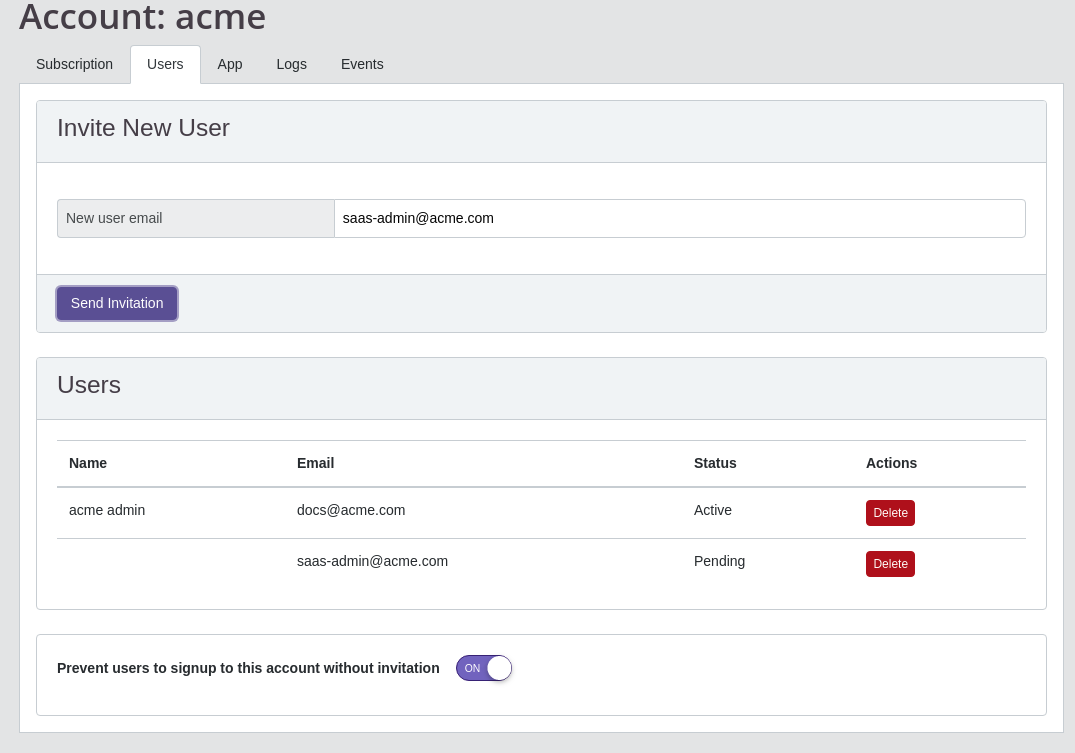 Account: acme
Subscription Users App Logs Events
Invite New User
New user email saas-admin@acme.com
Send Invitation
Users
Name Email Status Actions
acme admin docs@acme.com Active Delete
saas-admin@acme.com Pending Delete
Prevent users to signup to this account without invitation ON